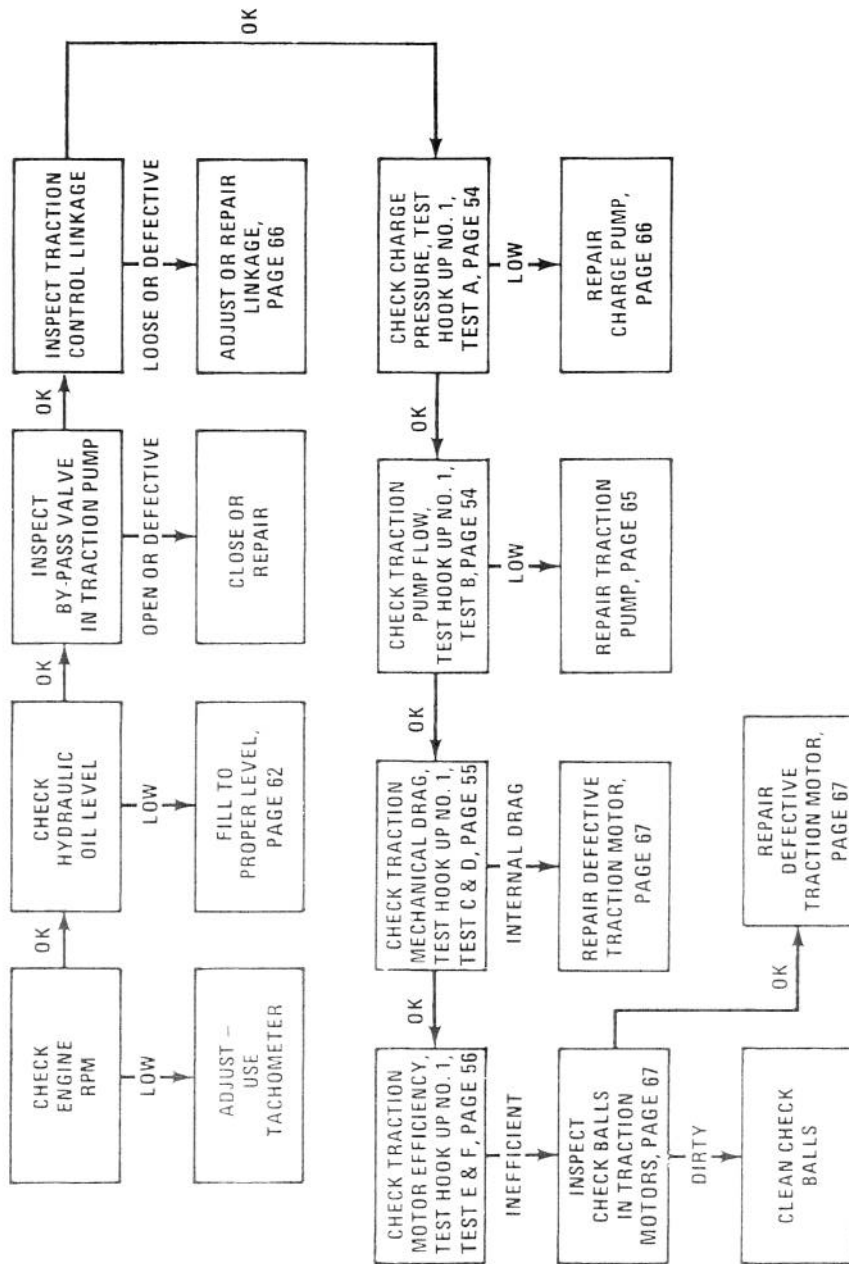 CHECK
ENGINE
RPM
OK
LOW
ADJUST –
USE
TACHOMETER
CHECK
HYDRAULIC
OIL LEVEL
OK
LOW
FILL TO
PROPER LEVEL,
PAGE 62
INSPECT
BY-PASS VALVE
IN TRACTION PUMP
OK
OPEN OR DEFECTIVE
CLOSE OR
REPAIR
INSPECT TRACTION
CONTROL LINKAGE
OK
LOOSE OR DEFECTIVE
ADJUST OR REPAIR
LINKAGE,
PAGE 66
CHECK CHARGE
PRESSURE, TEST
HOOK UP NO. 1,
TEST A, PAGE 54
OK
LOW
REPAIR
CHARGE PUMP,
PAGE 66
CHECK TRACTION
PUMP FLOW,
TEST HOOK UP NO. 1,
TEST B, PAGE 54
OK
LOW
REPAIR TRACTION
PUMP, PAGE 65
CHECK TRACTION
MECHANICAL DRAG,
TEST HOOK UP NO. 1,
TEST C & D, PAGE 55
OK
INTERNAL DRAG
REPAIR DEFECTIVE
TRACTION MOTOR,
PAGE 67
CHECK TRACTION
MOTOR EFFICIENCY,
TEST HOOK UP NO. 1,
TEST E & F, PAGE 56
INEFFICIENT
INSPECT
CHECK BALLS
IN TRACTION
MOTORS, PAGE 67
OK
REPAIR
DEFECTIVE
TRACTION MOTOR,
PAGE 67
DIRTY
CLEAN CHECK
BALLS